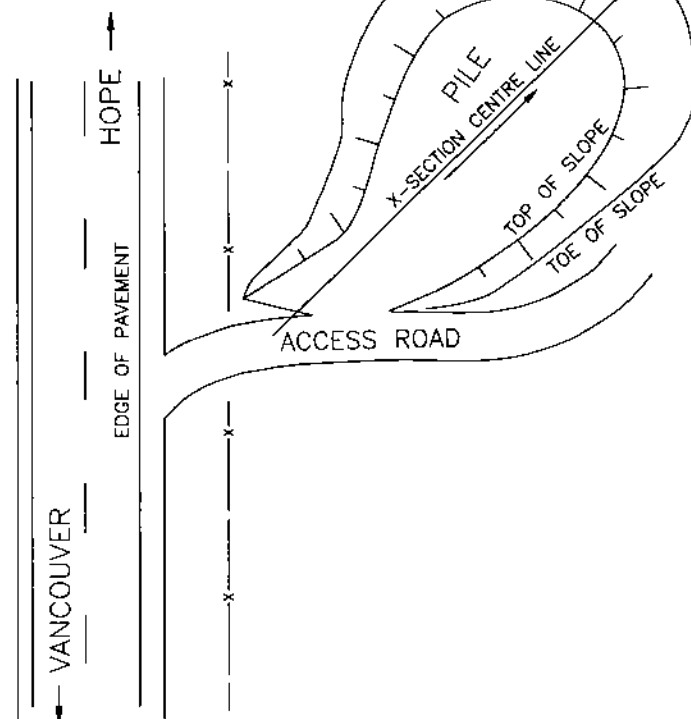 HOPE
PILE
X-SECTION CENTRE LINE
TOP OF SLOPE
TOE OF SLOPE
EDGE OF PAVEMENT
ACCESS ROAD
VANCOUVER